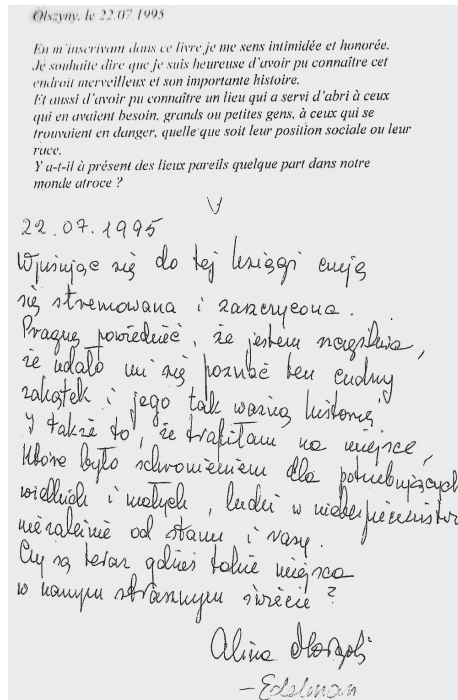 Olszyny, le 22.07.1995
En m'inscrivant dans ce livre je me sens intimidée et honorée.
Je souhaite dire que je suis heureuse d'avoir pu connaître cet
endroit merveilleux et son importante histoire.
Et aussi d'avoir pu connaître un lieu qui a servi d'abri à ceux
qui en avaient besoin, grands ou petites gens, à ceux qui se
trouvaient en danger, quelle que soit leur position sociale ou leur
race.
Y a-t-il à présent des lieux pareils quelque part dans notre
monde atroce ?
22.07.1995
Wpisując się do tej księgi czuję
się stremowana i zaszczycona.
Pragnę powiedzieć, że jestem szczęśliwa,
że udało mi się poznać ten cudny
zakątek i jego tak ważną historię
I także to, że trafiłam na miejsce,
które było schronieniem dla potrzebujących
wielkich i małych, ludzi w niebezpieczeństwie
niezależnie od stanu i rasy.
Czy są teraz gdzieś takie miejsca
w naszym strasznym świecie ?
Alina
- Edelman